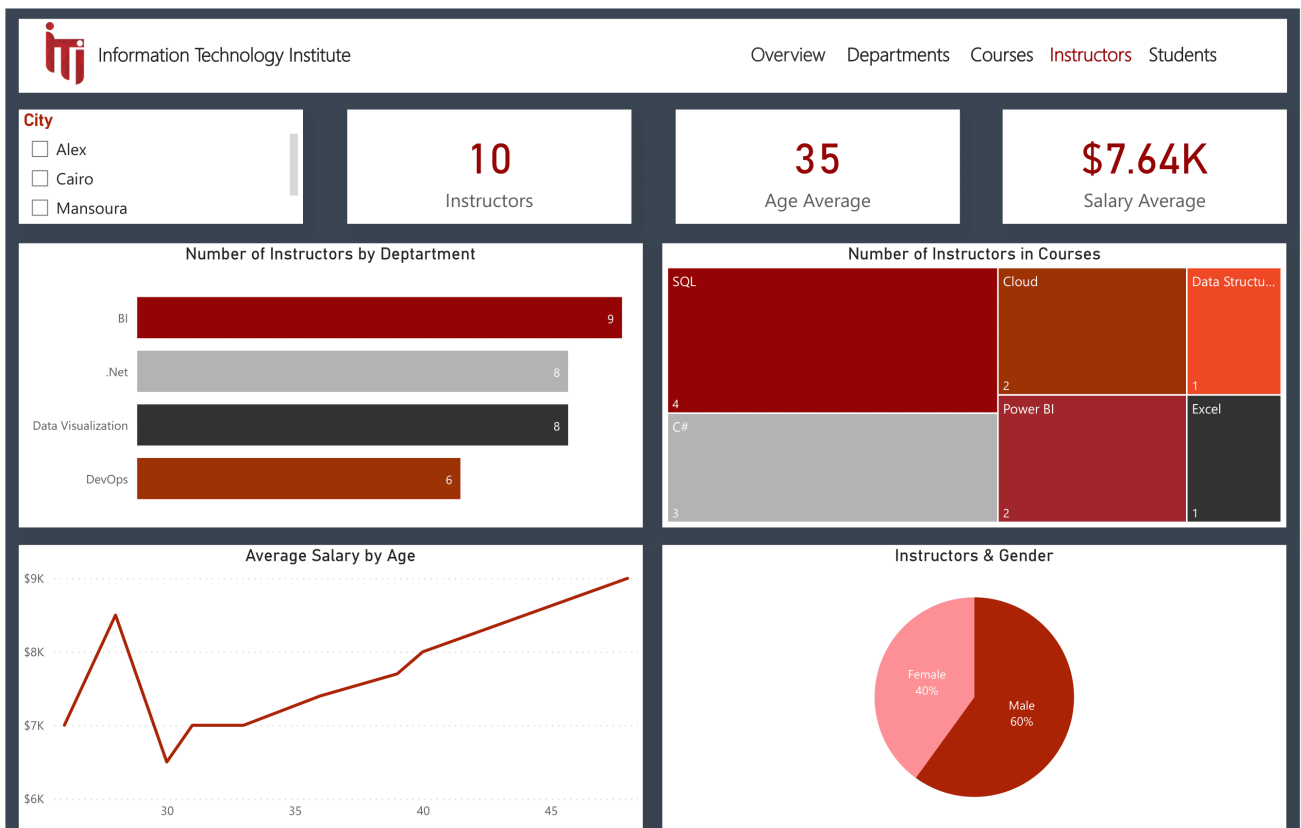 iTi
Information Technology Institute
Overview Departments Courses Instructors Students
City
Alex
Cairo
Mansoura
10
Instructors
35
Age Average
$7.64K
Salary Average
Number of Instructors by Deptartment
BI
9
.Net
8
Data Visualization
8
DevOps
6
Number of Instructors in Courses
SQL
4
C#
3
Cloud
2
Power BI
2
Data Structu...
1
Excel
1
Average Salary by Age
$9K
$8K
$7K
$6K
30 35 40 45
Instructors & Gender
Female
40%
Male
60%